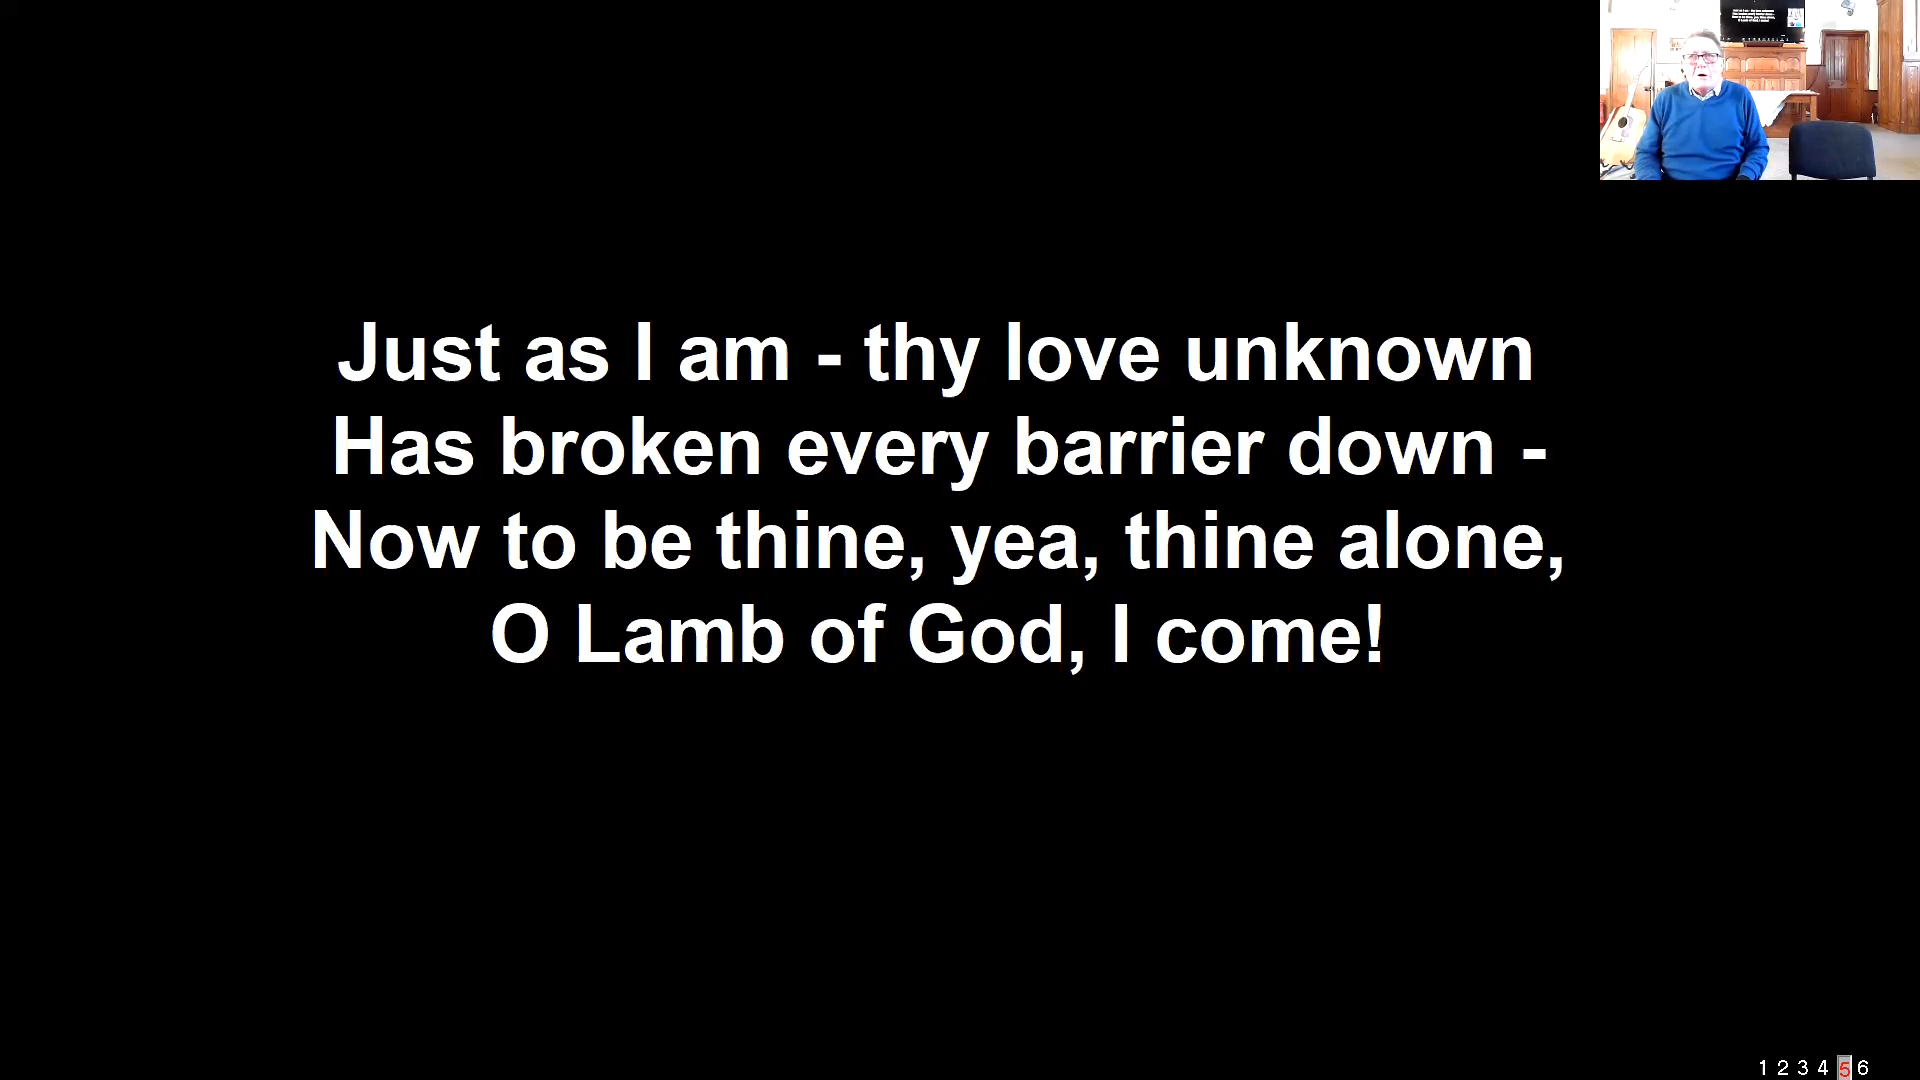 Just as I am - thy love unknown
Has broken every barrier down -
Now to be thine, yea, thine alone,
O Lamb of God, I come!
1 2 3 4 5 6